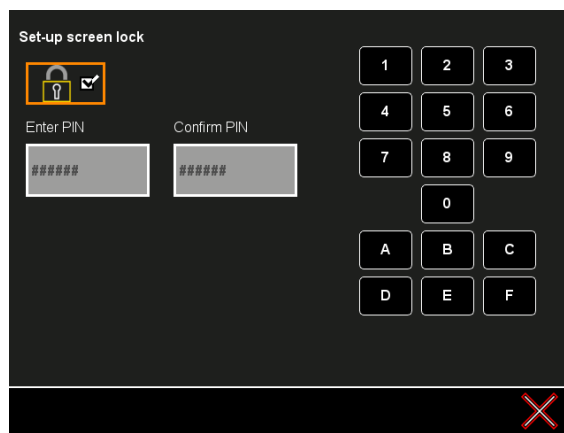 Set-up screen lock
Enter PIN
Confirm PIN
######
######
1 2 3
4 5 6
7 8 9
0
A B C
D E F